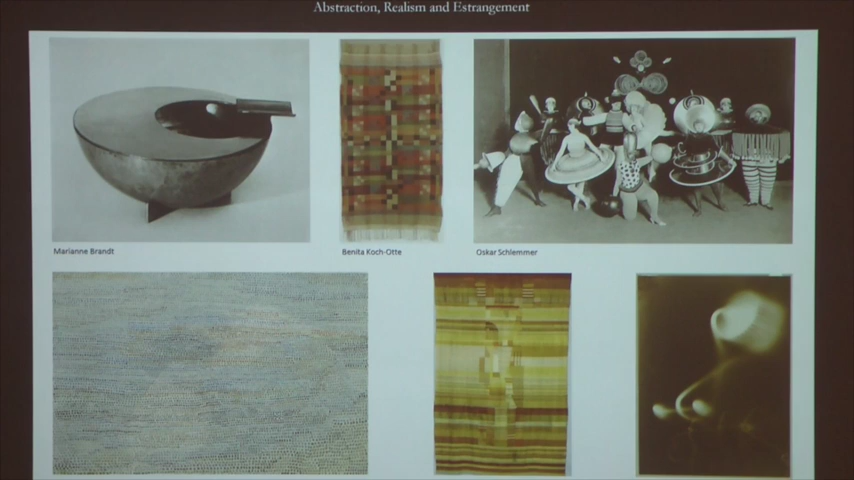 Abstraction, Realism and Estrangement
Marianne Brandt
Benita Koch-Otte
Oskar Schlemmer